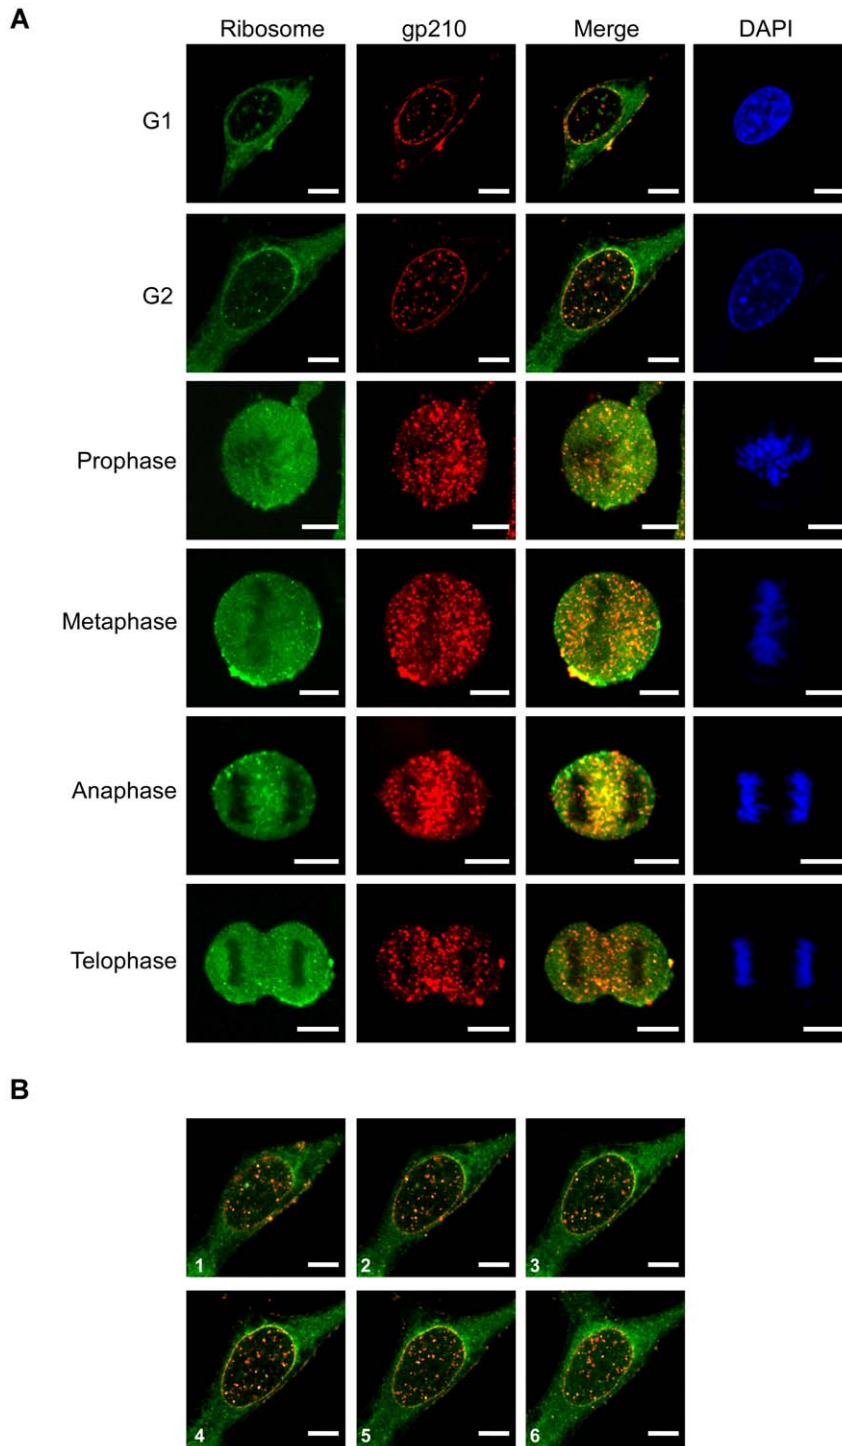 A
Ribosome gp210 Merge DAPI
G1
G2
Prophase
Metaphase
Anaphase
Telophase
B
1 2 3
4 5 6